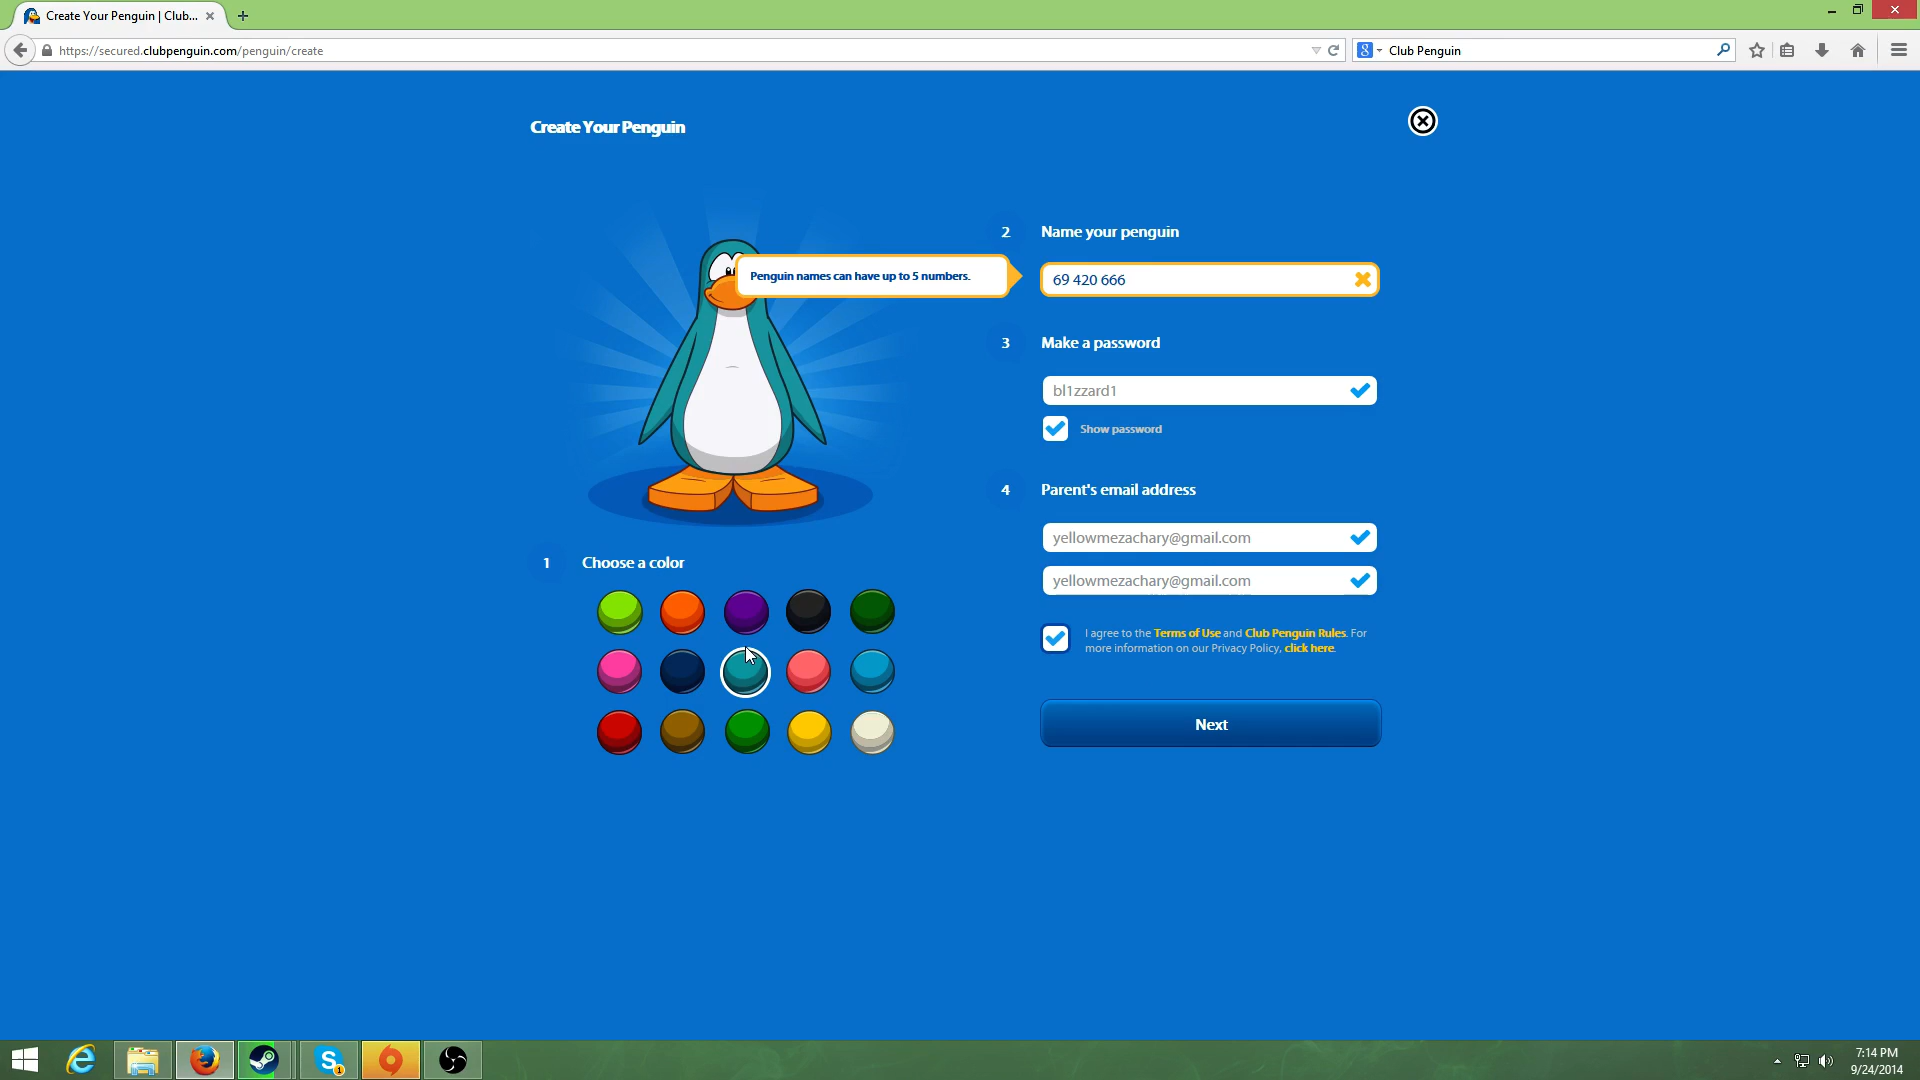 Create Your Penguin | Club...
https://secured.clubpenguin.com/penguin/create
Club Penguin
Create Your Penguin
2 Name your penguin
Penguin names can have up to 5 numbers.
69 420 666
3 Make a password
bl1zzard1
Show password
4 Parent's email address
yellowmezachary@gmail.com
yellowmezachary@gmail.com
1 Choose a color
I agree to the Terms of Use and Club Penguin Rules. For
more information on our Privacy Policy, click here.
Next
7:14 PM
9/24/2014